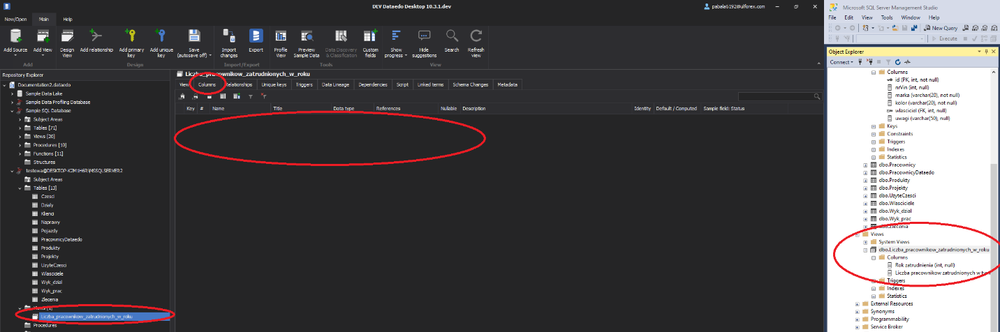 DEV Dataedo Desktop 10.3.1.dev
pabala6192@ulforex.com
New/Open Main Help
Add Source
Add View
Design View
Add relationship
Add primary key
Add unique key
Save (autosave off)
Import changes
Export
Profile View
Preview Sample Data
Data Discovery & Classification
Custom fields
Show progress
Hide suggestions
Search
Refresh view
Add
Design
Import/Export
Tools
View
Repository Explorer
Documentation2.dataedo
Sample Data Lake
Sample Data Profiling Database
Sample SQL Database
Subject Areas
Tables [71]
Views [20]
Procedures [10]
Functions [11]
Structures
testowa@DESKTOP-K2M1H6R\MSSQLSERVER2
Subject Areas
Tables [13]
Czesci
Działy
Klienci
Naprawy
Pojazdy
PracownicyDataedo
Produkty
Projekty
UzyteCzesci
Wlasciciele
Wyk_dzial
Wyk_prac
Zlecenia
Views [1]
Liczba_pracownikow_zatrudnionych_w_roku
Procedures
Liczba_pracownikow_zatrudnionych_w_roku
View Columns Relationships Unique keys Triggers Data Lineage Dependencies Script Linked terms Schema Changes Metadata
Key # Name Title Data type References Nullable Description Identity Default / Computed Sample field: Status
Microsoft SQL Server Management Studio
File Edit View Tools Window Help
New Query
Execute
Object Explorer
Connect
Columns
id (PK, int, not null)
nrVin (int, null)
marka (varchar(20), not null)
kolor (varchar(20), not null)
wlasciciel (FK, int, null)
uwagi (varchar(50), null)
Keys
Constraints
Triggers
Indexes
Statistics
dbo.Pracownicy
dbo.PracownicyDataedo
dbo.Produkty
dbo.Projekty
dbo.UzyteCzesci
dbo.Wlasciciele
dbo.Wyk_dzial
dbo.Wyk_prac
dbo.Zlecenia
Views
System Views
dbo.Liczba_pracownikow_zatrudnionych_w_roku
Columns
Rok zatrudnienia (int, null)
Liczba pracownikow zatrudnionych w
Triggers
Indexes
Statistics
External Resources
Synonyms
Programmability
Service Broker